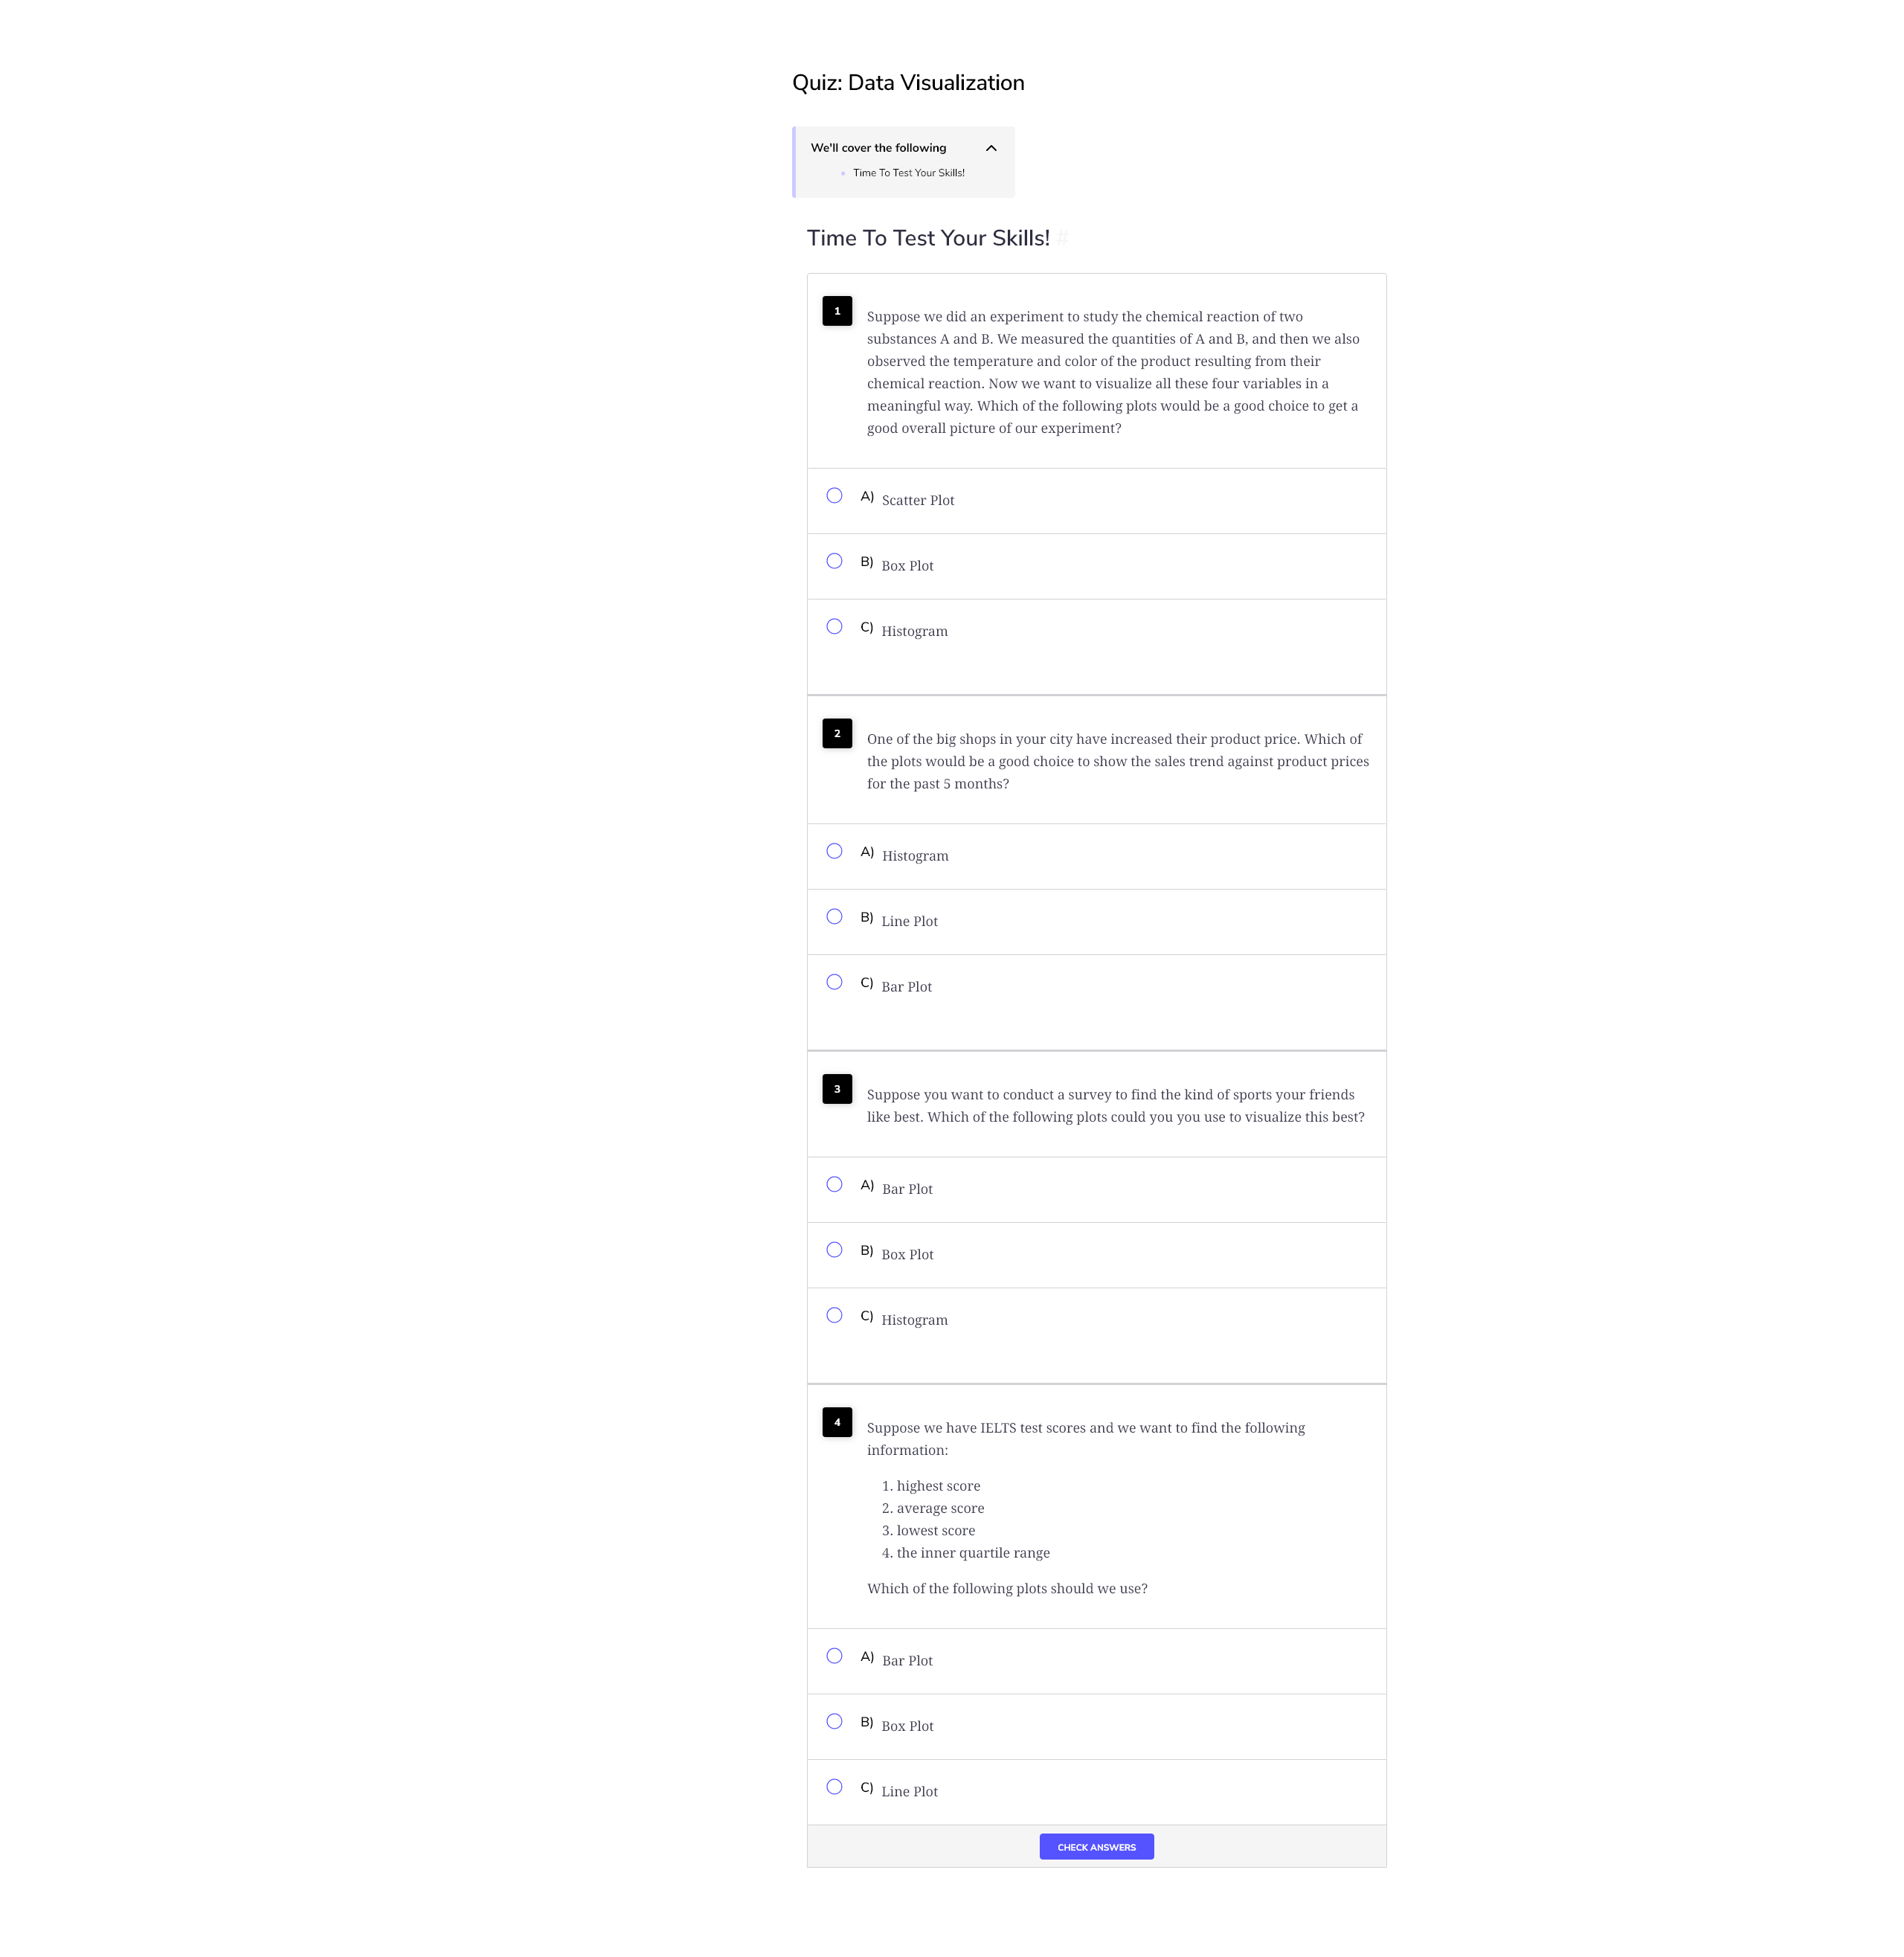 Quiz: Data Visualization
We'll cover the following
Time To Test Your Skills!
Time To Test Your Skills! #
1
Suppose we did an experiment to study the chemical reaction of two
substances A and B. We measured the quantities of A and B, and then we also
observed the temperature and color of the product resulting from their
chemical reaction. Now we want to visualize all these four variables in a
meaningful way. Which of the following plots would be a good choice to get a
good overall picture of our experiment?
A) Scatter Plot
B) Box Plot
C) Histogram
2
One of the big shops in your city have increased their product price. Which of
the plots would be a good choice to show the sales trend against product prices
for the past 5 months?
A) Histogram
B) Line Plot
C) Bar Plot
3
Suppose you want to conduct a survey to find the kind of sports your friends
like best. Which of the following plots could you you use to visualize this best?
A) Bar Plot
B) Box Plot
C) Histogram
4
Suppose we have IELTS test scores and we want to find the following
information:
1. highest score
2. average score
3. lowest score
4. the inner quartile range
Which of the following plots should we use?
A) Bar Plot
B) Box Plot
C) Line Plot
CHECK ANSWERS